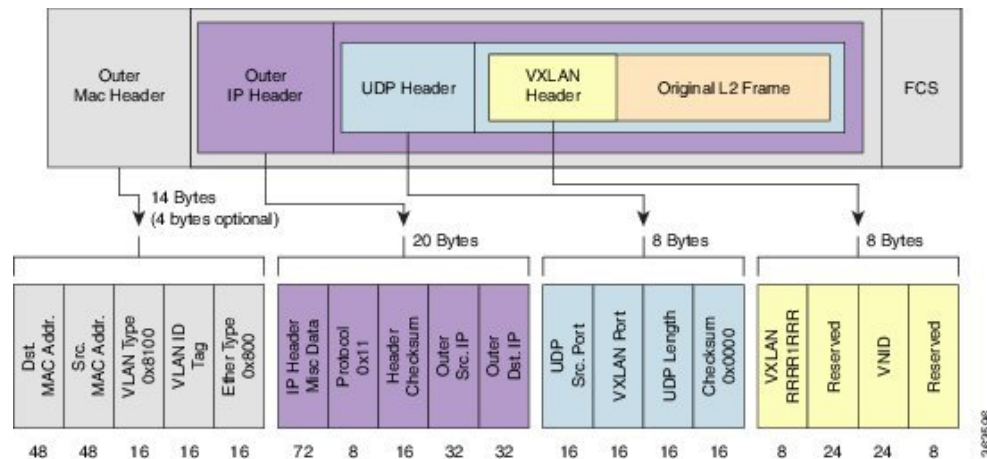 Outer
Mac Header
Outer
IP Header
UDP Header
VXLAN
Header
Original L2 Frame
FCS
14 Bytes
(4 bytes optional)
20 Bytes
8 Bytes
8 Bytes
Dst.
MAC Addr.
Src.
MAC Addr.
VLAN Type
0x8100
VLAN ID
Tag
Ether Type
0x800
IP Header
Misc Data
Protocol
0x11
Header
Checksum
Outer
Src. IP
Outer
Dst. IP
UDP
Src. Port
VXLAN Port
UDP Length
Checksum
0x0000
VXLAN
RRRR1RRR
Reserved
VNID
Reserved
48 48 16 16 16 72 8 16 32 32 16 16 16 16 8 24 24 8